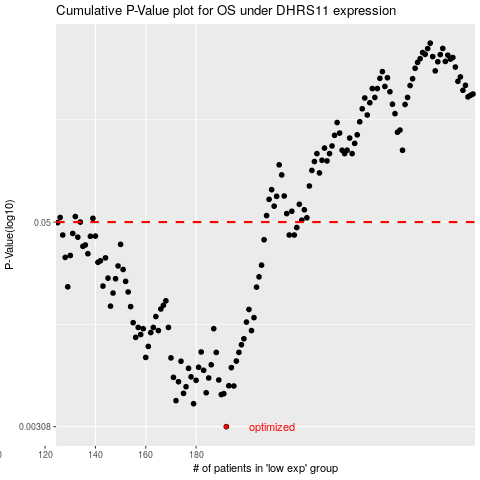 Cumulative P-Value plot for OS under DHRS11 expression
P-Value(log10)
0.05
0.00308
optimized
0
120
140
160
180
# of patients in 'low exp' group